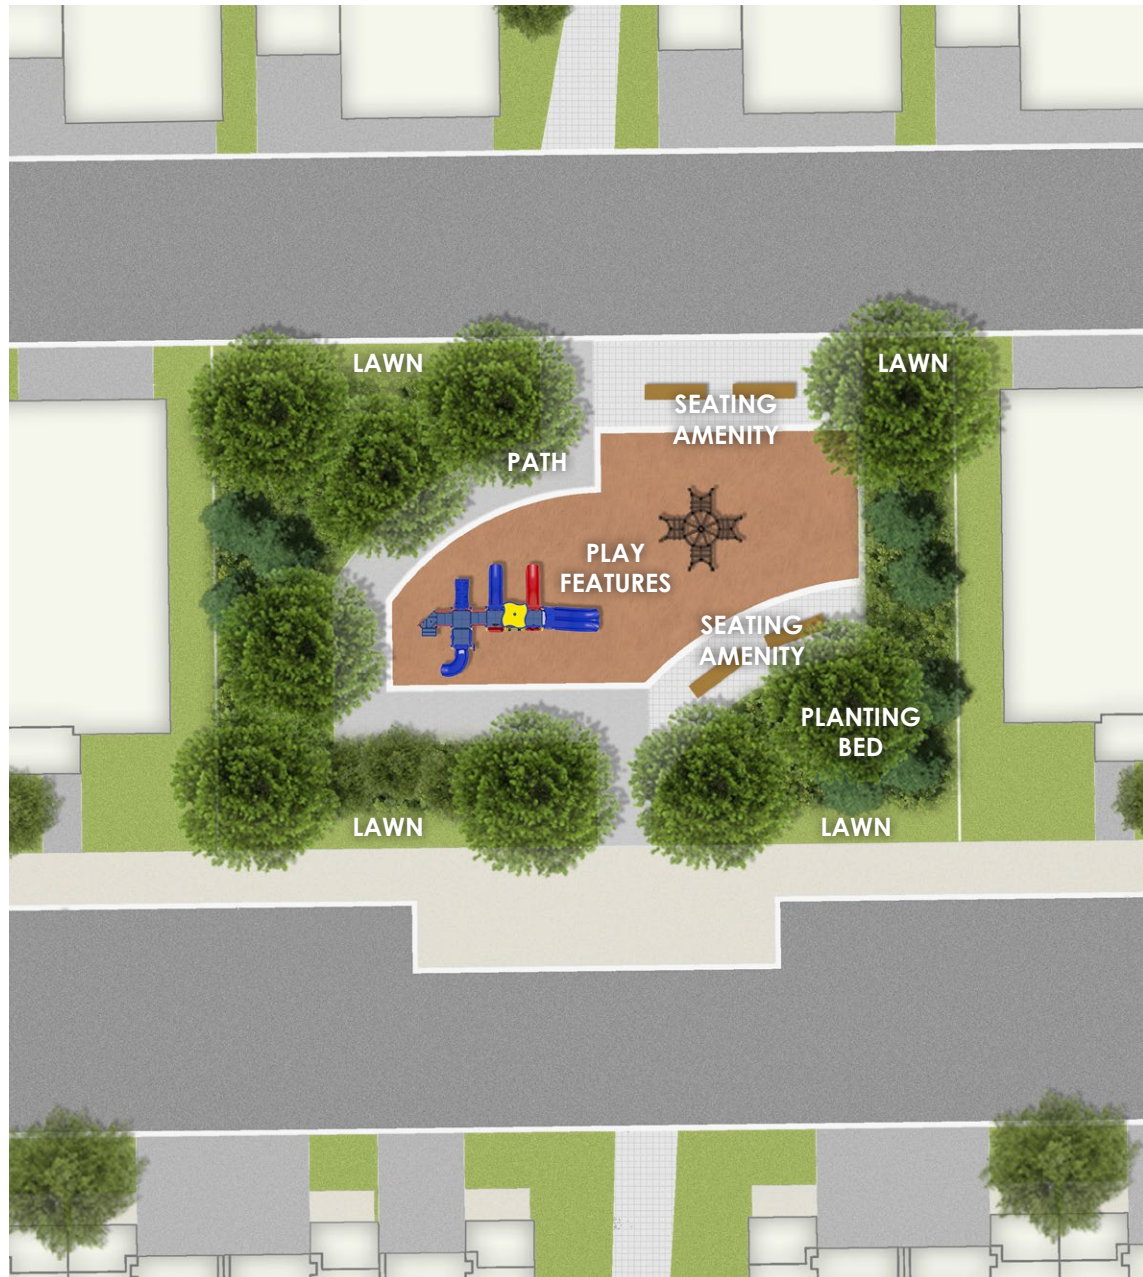 LAWN
LAWN
SEATING
AMENITY
PATH
PLAY
FEATURES
SEATING
AMENITY
PLANTING
BED
LAWN
LAWN